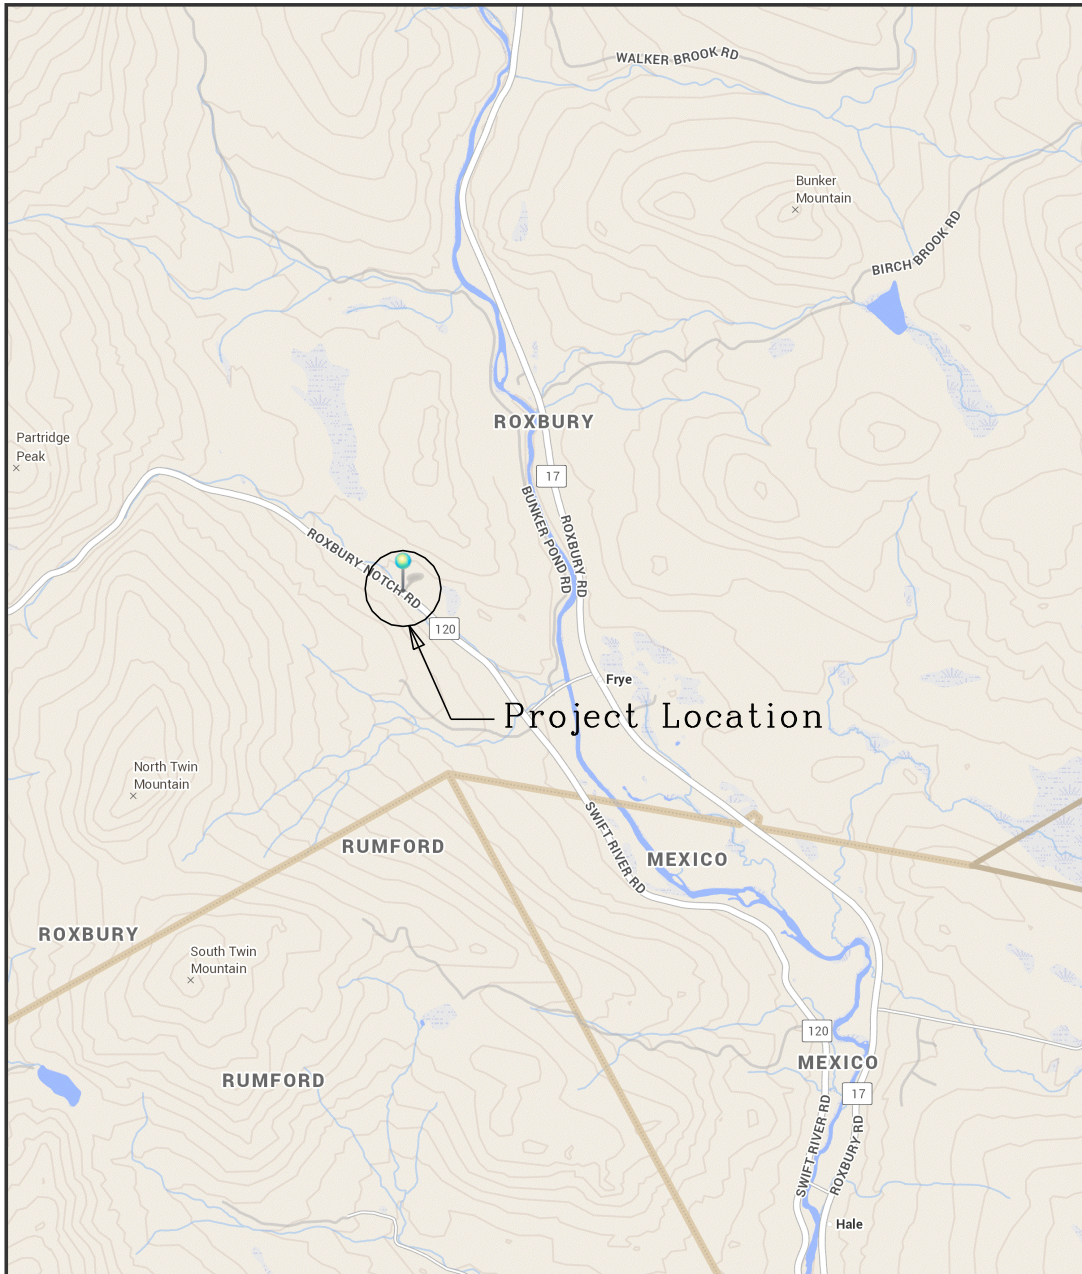 WALKER BROOK RD
Bunker
Mountain
BIRCH BROOK RD
ROXBURY
Partridge
Peak
17
BUNKER POND RD
ROXBURY RD
ROXBURY NOTCH RD
120
Frye
Project Location
North Twin
Mountain
SWIFT RIVER RD
RUMFORD
MEXICO
ROXBURY
South Twin
Mountain
120
MEXICO
RUMFORD
17
SWIFT RIVER RD
ROXBURY RD
Hale